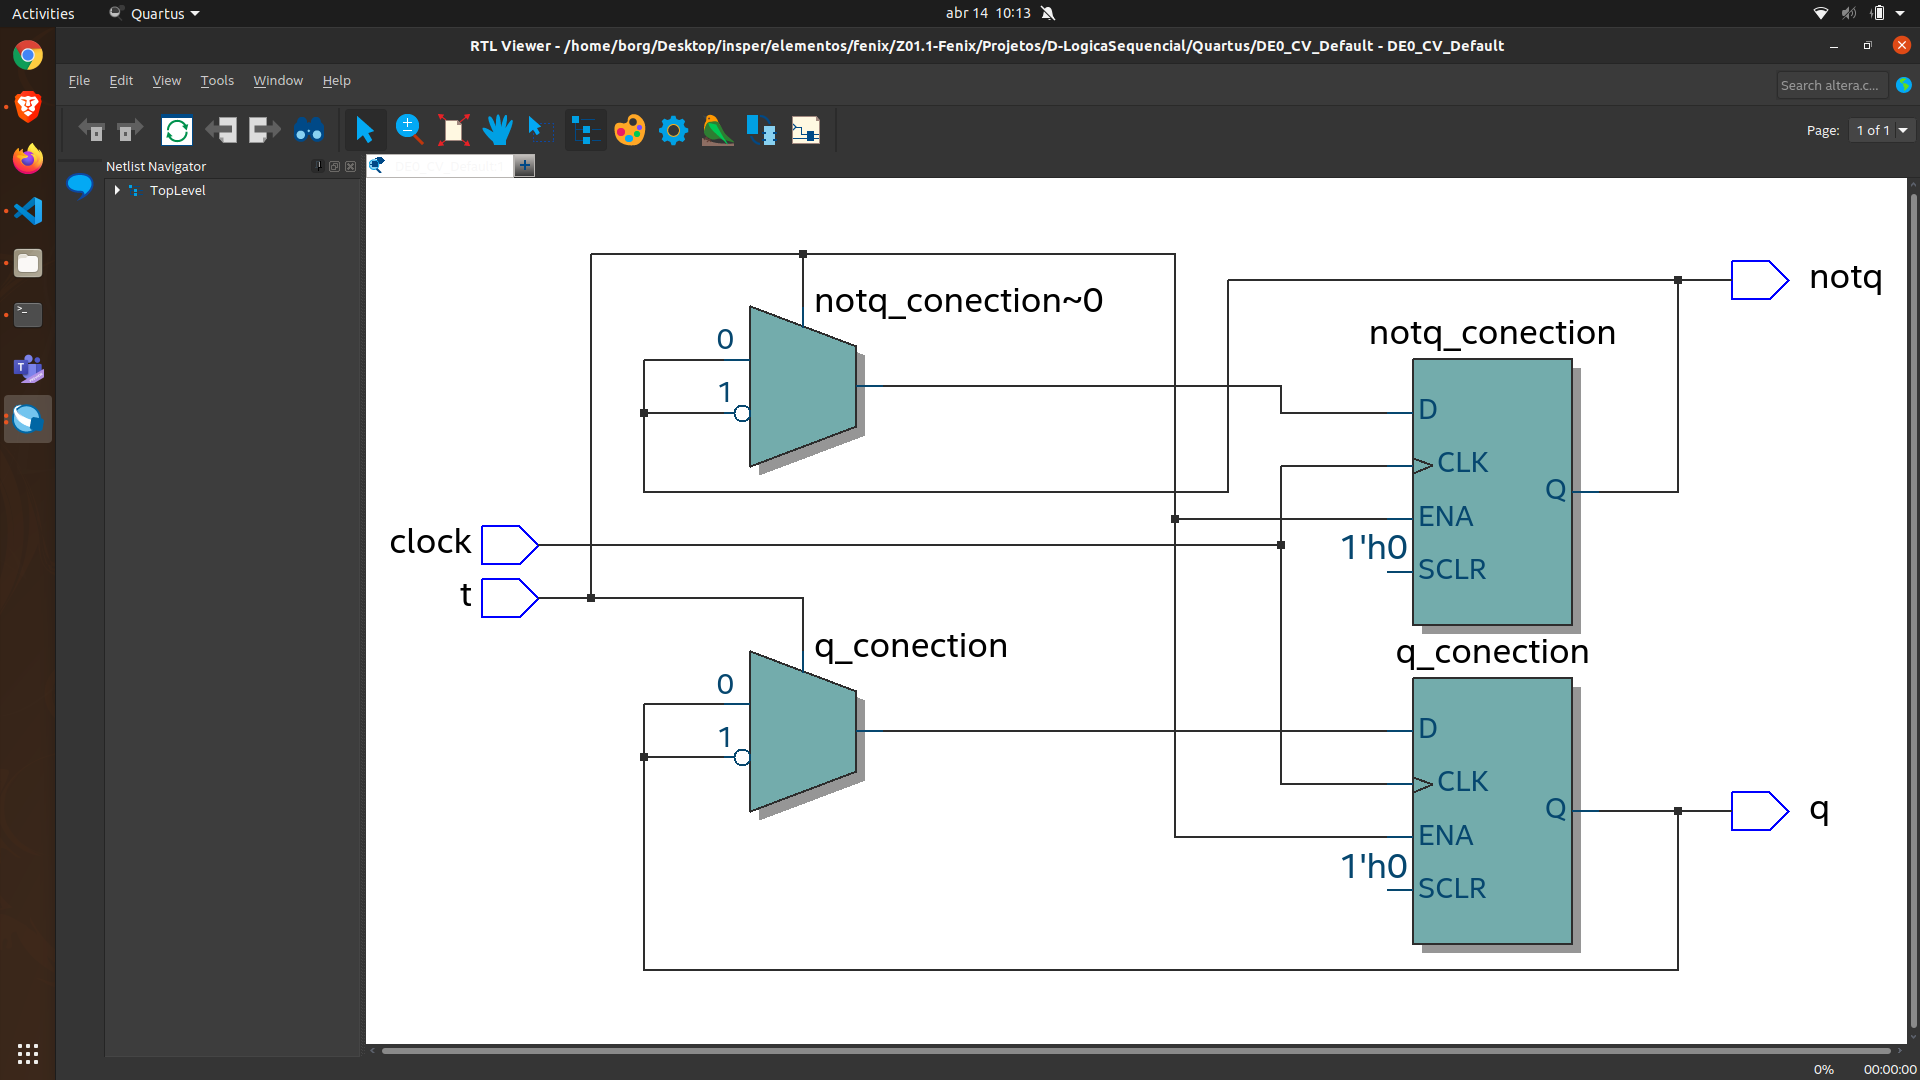 Activities
Quartus
abr 14 10:13
RTL Viewer - /home/borg/Desktop/insper/elementos/fenix/Z01.1-Fenix/Projetos/D-LogicaSequencial/Quartus/DE0_CV_Default - DE0_CV_Default
File Edit View Tools Window Help
Search altera.c...
Page: 1 of 1
Netlist Navigator
TopLevel
notq
notq_conection~0
notq_conection
0
1
D
CLK
Q
ENA
clock
1'h0
SCLR
t
q_conection
q_conection
0
1
D
CLK
Q
q
ENA
1'h0
SCLR
0%
00:00:00